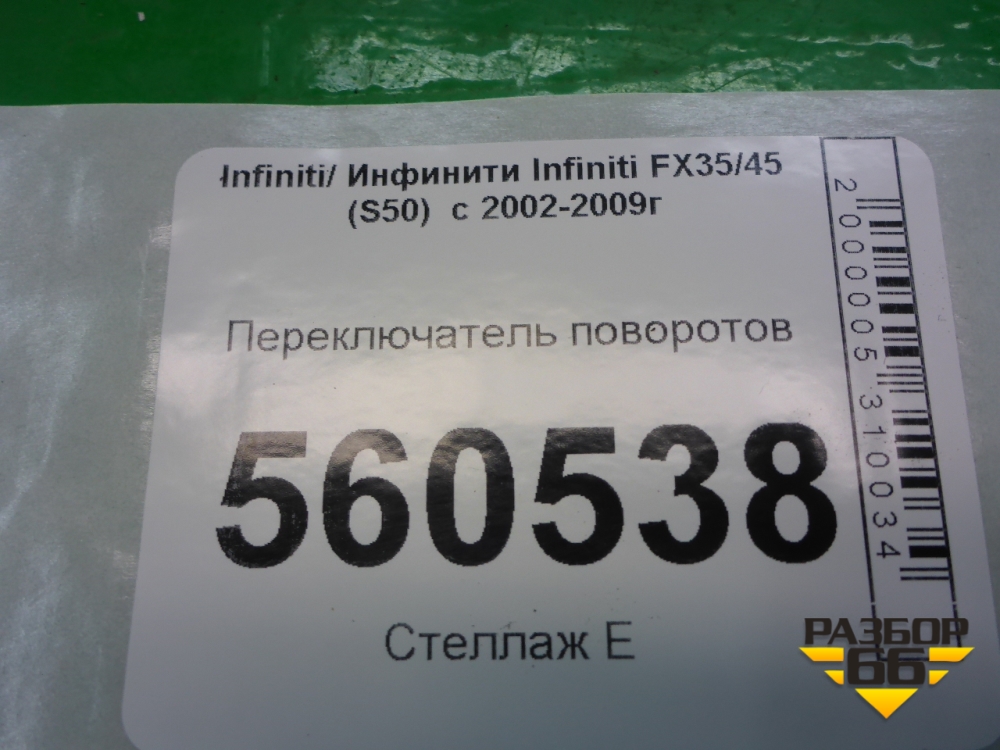 Infiniti/ Инфинити Infiniti FX35/45
(S50) с 2002-2009г
Переключатель поворотов
560538
Стеллаж Е
2000005310034
РАЗБОР
66